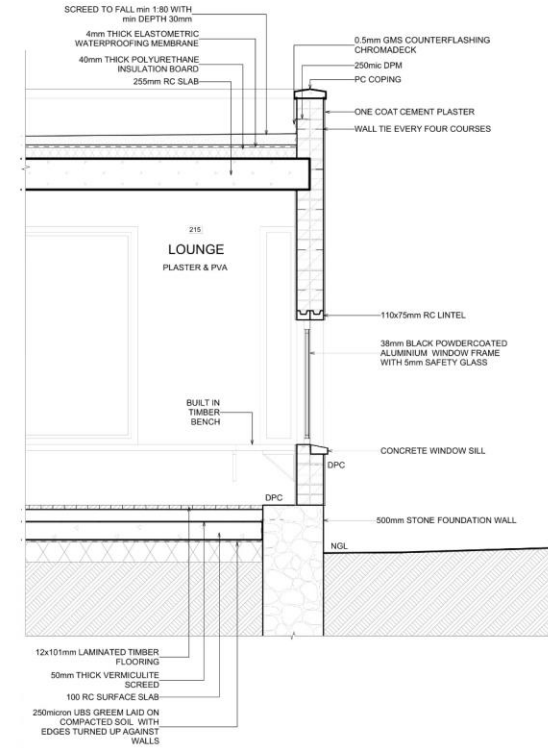 SCREED TO FALL min 1:80 WITH
min DEPTH 30mm
4mm THICK ELASTOMETRIC
WATERPROOFING MEMBRANE
40mm THICK POLYURETHANE
INSULATION BOARD
255mm RC SLAB
0.5mm GMS COUNTERFLASHING
CHROMADECK
250mic DPM
PC COPING
ONE COAT CEMENT PLASTER
WALL TIE EVERY FOUR COURSES
215
LOUNGE
PLASTER & PVA
110x75mm RC LINTEL
38mm BLACK POWDERCOATED
ALUMINIUM WINDOW FRAME
WITH 5mm SAFETY GLASS
BUILT IN
TIMBER
BENCH
CONCRETE WINDOW SILL
DPC
DPC
500mm STONE FOUNDATION WALL
NGL
12x101mm LAMINATED TIMBER
FLOORING
50mm THICK VERMICULITE
SCREED
100 RC SURFACE SLAB
250micron UBS GREEM LAID ON
COMPACTED SOIL WITH
EDGES TURNED UP AGAINST
WALLS